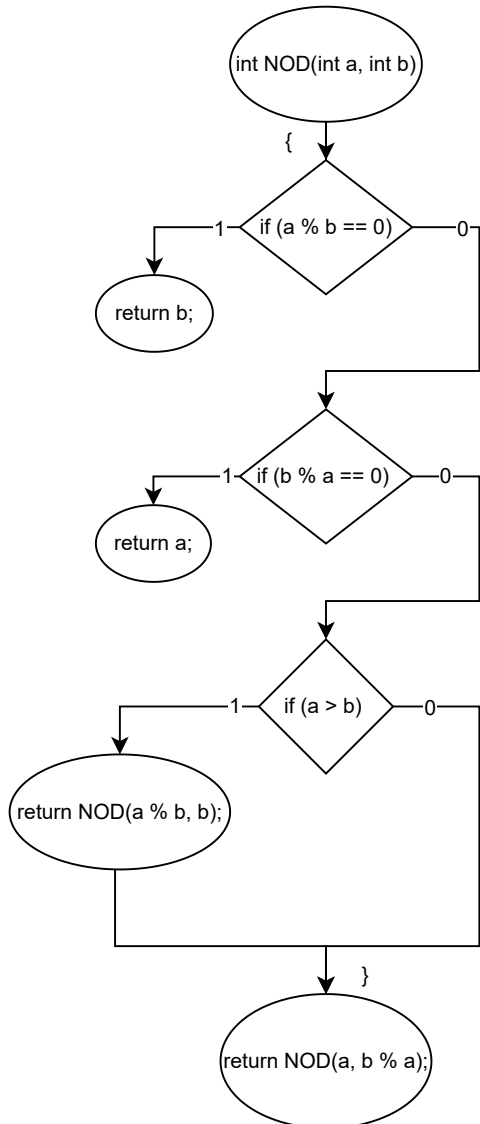 int NOD(int a, int b)
{
if (a % b == 0)
1
0
return b;
if (b % a == 0)
1
0
return a;
if (a > b)
1
0
return NOD(a % b, b);
}
return NOD(a, b % a);